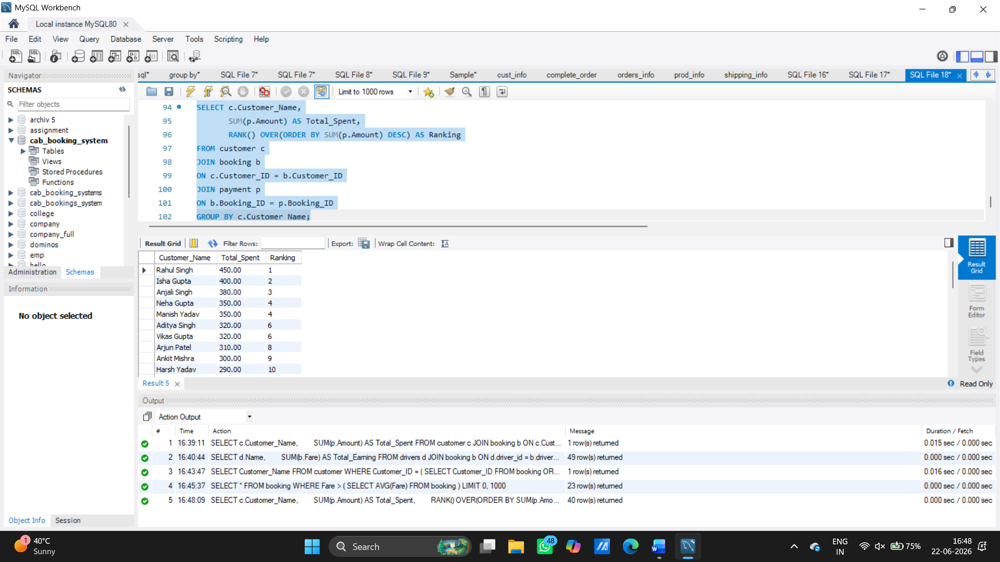 MySQL Workbench
Local instance MySQL80
File Edit View Query Database Server Tools Scripting Help
Navigator
SCHEMAS
Filter objects
archiv 5
assignment
cab_booking_system
Tables
Views
Stored Procedures
Functions
cab_booking_systems
cab_bookings_system
college
company
company_full
dominos
emp
hello
Administration Schemas
Information
No object selected
Object Info Session
sql* group by* SQL File 7* SQL File 7* SQL File 8* SQL File 9* Sample* cust_info complete_order orders_info prod_info shipping_info SQL File 16* SQL File 17* SQL File 18*
Limit to 1000 rows
94 SELECT c.Customer_Name,
95 SUM(p.Amount) AS Total_Spent,
96 RANK() OVER(ORDER BY SUM(p.Amount) DESC) AS Ranking
97 FROM customer c
98 JOIN booking b
99 ON c.Customer_ID = b.Customer_ID
100 JOIN payment p
101 ON b.Booking_ID = p.Booking_ID
102 GROUP BY c.Customer_Name;
Result Grid Filter Rows: Export: Wrap Cell Content:
Customer_Name Total_Spent Ranking
Rahul Singh 450.00 1
Isha Gupta 400.00 2
Anjali Singh 380.00 3
Neha Gupta 350.00 4
Manish Yadav 350.00 4
Aditya Singh 320.00 6
Vikas Gupta 320.00 6
Arjun Patel 310.00 8
Ankit Mishra 300.00 9
Harsh Yadav 290.00 10
Result Grid
Form Editor
Field Types
Result 5
Read Only
Output
Action Output
# Time Action Message Duration / Fetch
1 16:39:11 SELECT c.Customer_Name, SUM(p.Amount) AS Total_Spent FROM customer c JOIN booking b ON c.Cust... 1 row(s) returned 0.015 sec / 0.000 sec
2 16:40:44 SELECT d.Name, SUM(b.Fare) AS Total_Earning FROM drivers d JOIN booking b ON d.driver_id = b.driver... 49 row(s) returned 0.000 sec / 0.000 sec
3 16:43:47 SELECT Customer_Name FROM customer WHERE Customer_ID = ( SELECT Customer_ID FROM booking OR... 1 row(s) returned 0.016 sec / 0.000 sec
4 16:45:37 SELECT * FROM booking WHERE Fare > ( SELECT AVG(Fare) FROM booking ) LIMIT 0, 1000 23 row(s) returned 0.000 sec / 0.000 sec
5 16:48:09 SELECT c.Customer_Name, SUM(p.Amount) AS Total_Spent, RANK() OVER(ORDER BY SUM(p.Amo... 40 row(s) returned 0.000 sec / 0.000 sec
1
40°C
Sunny
Search
48
ENG
IN
75%
16:48
22-06-2026